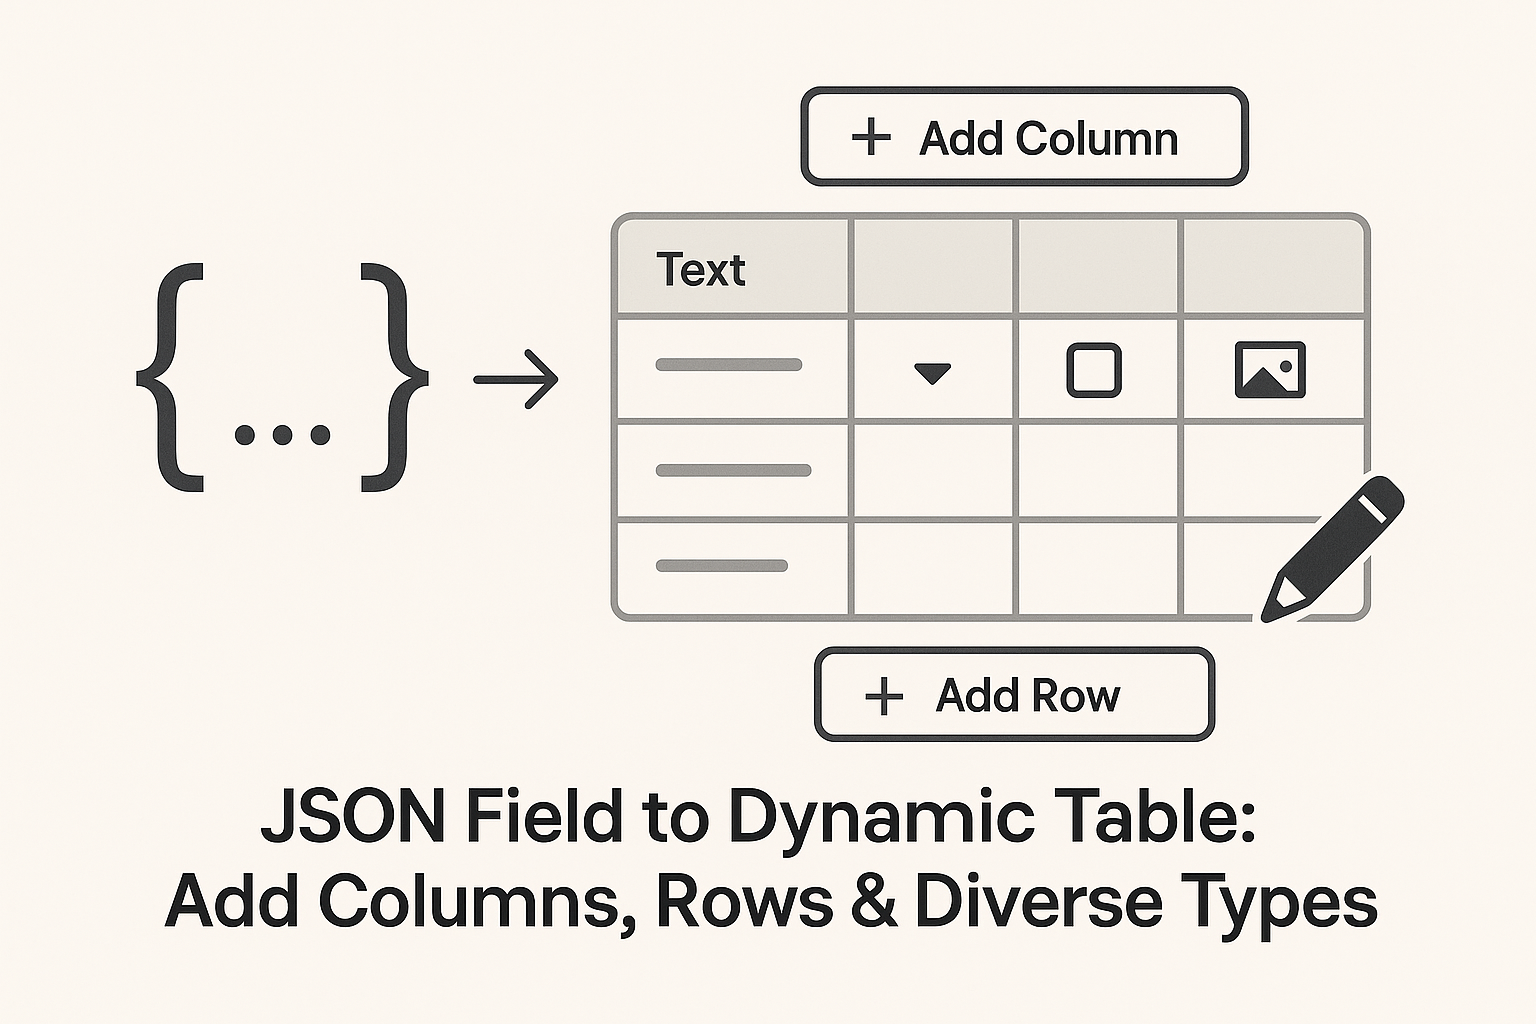 + Add Column
Text
{...}
+ Add Row
JSON Field to Dynamic Table:
Add Columns, Rows & Diverse Types